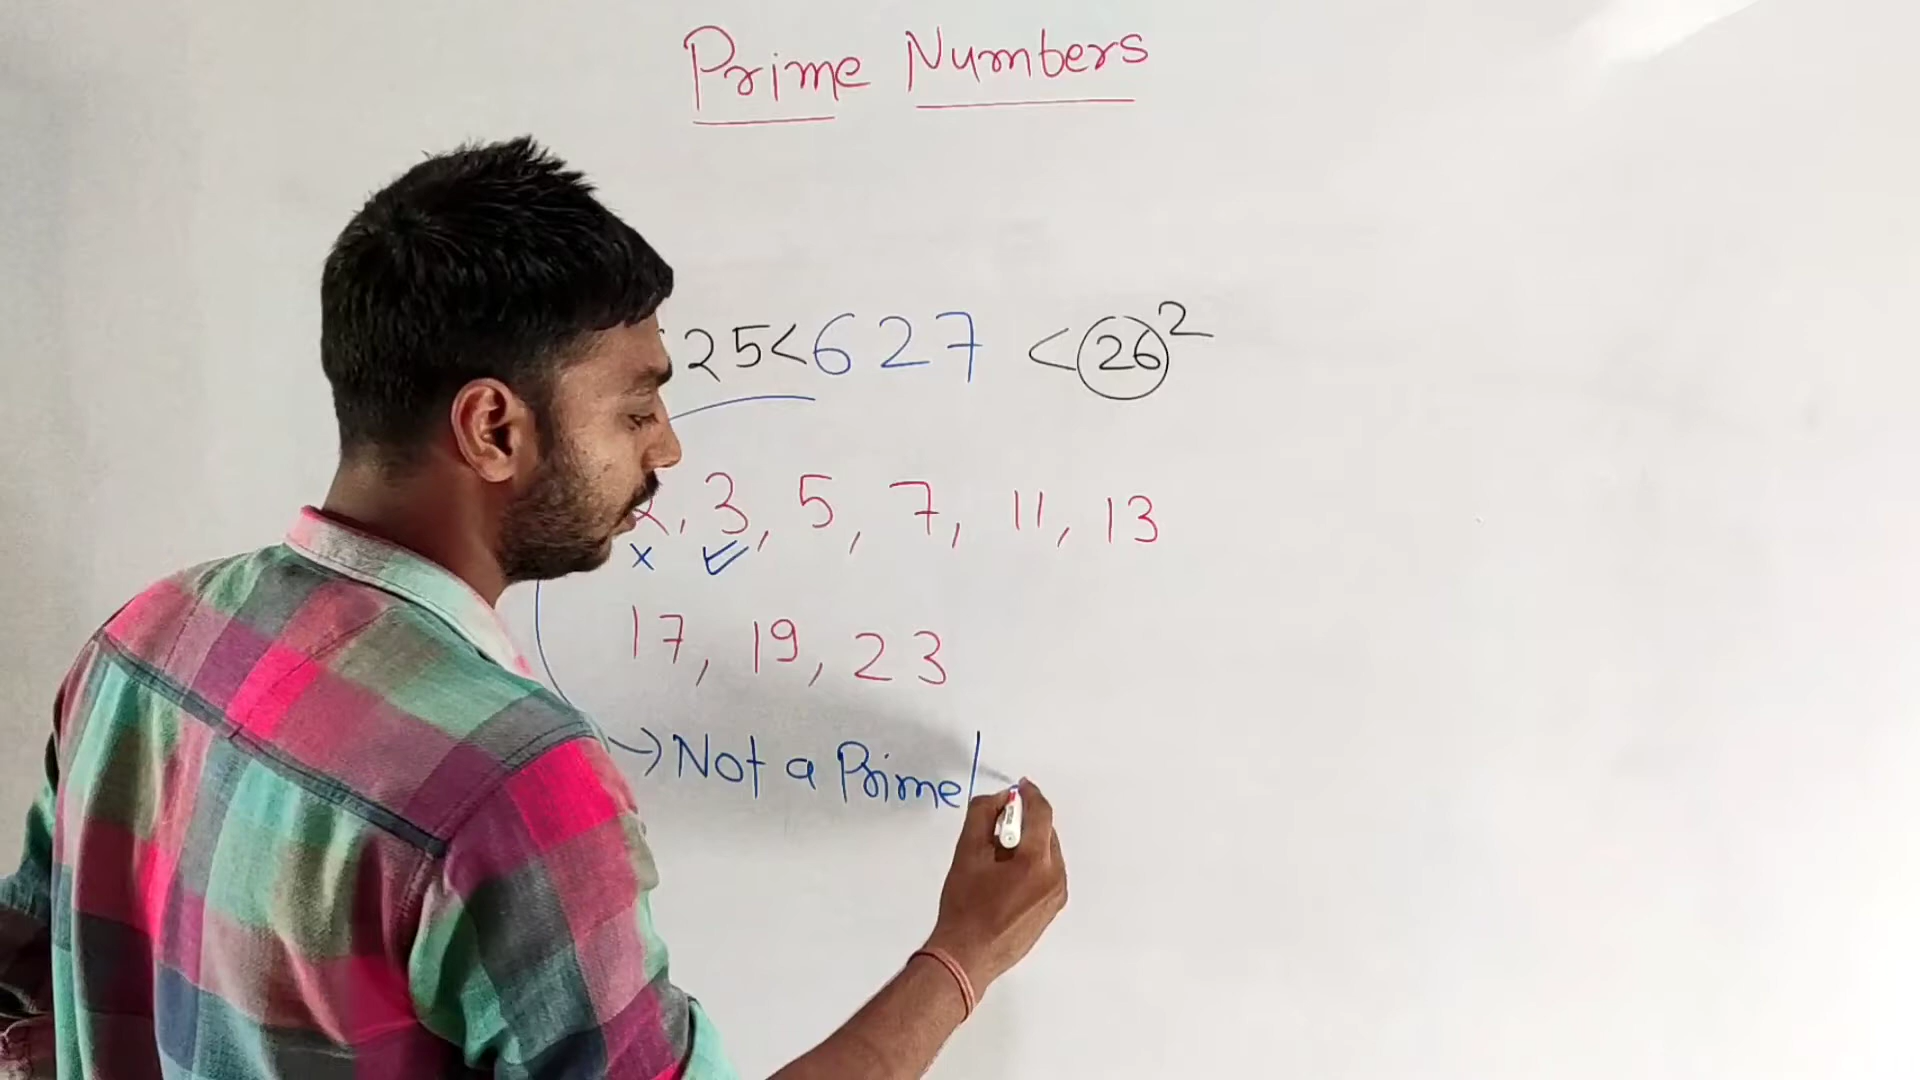 Prime Numbers
25<627 <26²
2, 3, 5, 7, 11, 13
x ✓
17, 19, 23
→ Not a Prime